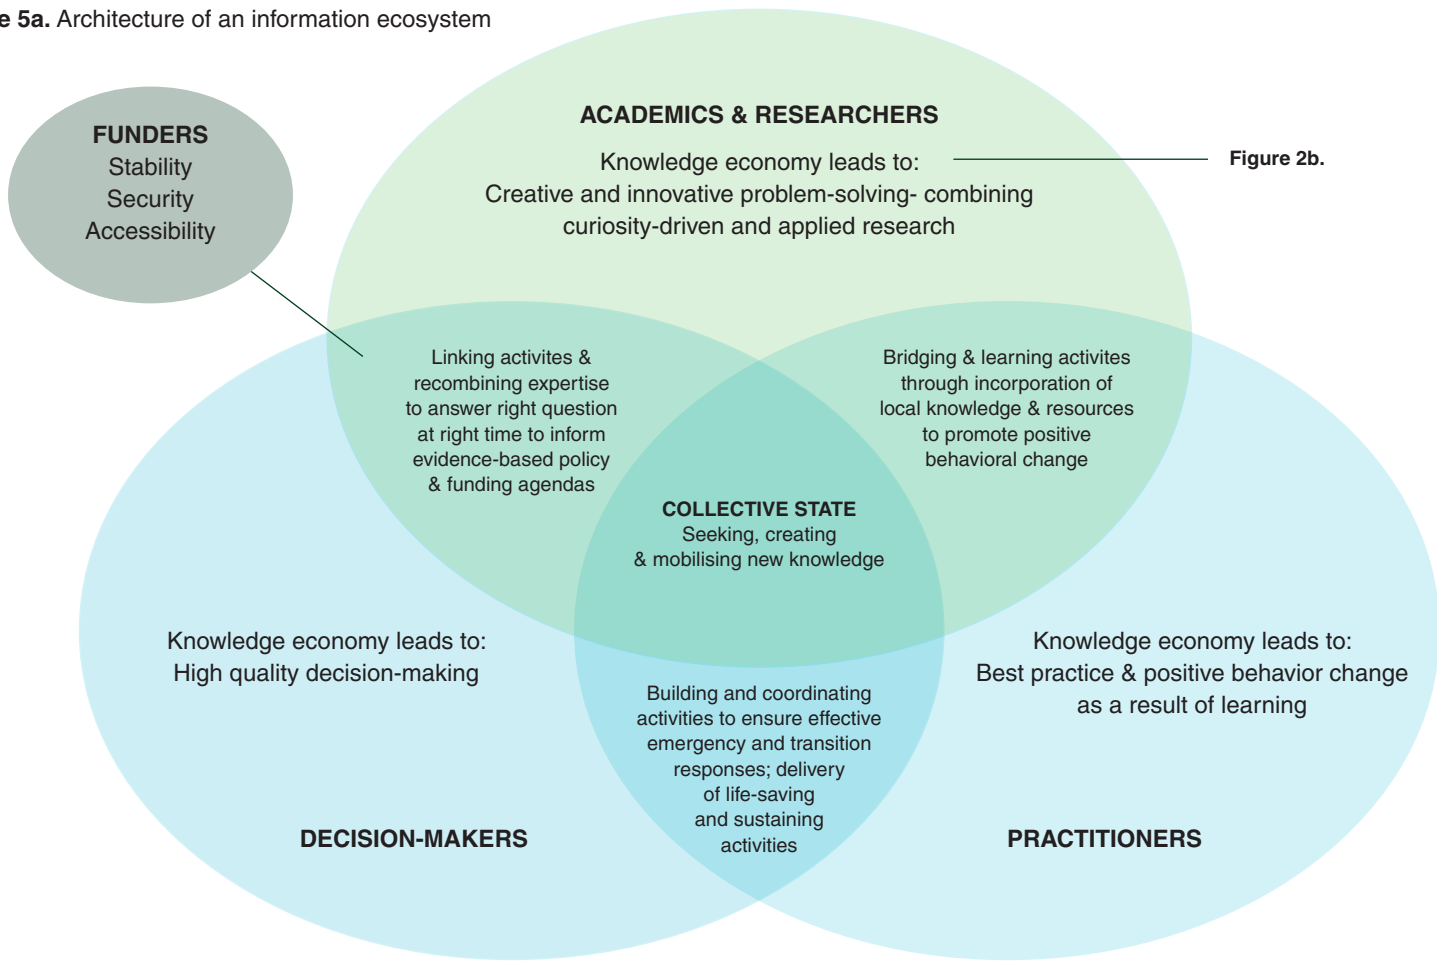 e 5a. Architecture of an information ecosystem
FUNDERS
Stability
Security
Accessibility
ACADEMICS & RESEARCHERS
Knowledge economy leads to:
Creative and innovative problem-solving- combining
curiosity-driven and applied research
Figure 2b.
Linking activites &
recombining expertise
to answer right question
at right time to inform
evidence-based policy
& funding agendas
Bridging & learning activites
through incorporation of
local knowledge & resources
to promote positive
behavioral change
COLLECTIVE STATE
Seeking, creating
& mobilising new knowledge
Knowledge economy leads to:
High quality decision-making
Knowledge economy leads to:
Best practice & positive behavior change
as a result of learning
Building and coordinating
activities to ensure effective
emergency and transition
responses; delivery
of life-saving
and sustaining
activities
DECISION-MAKERS
PRACTITIONERS